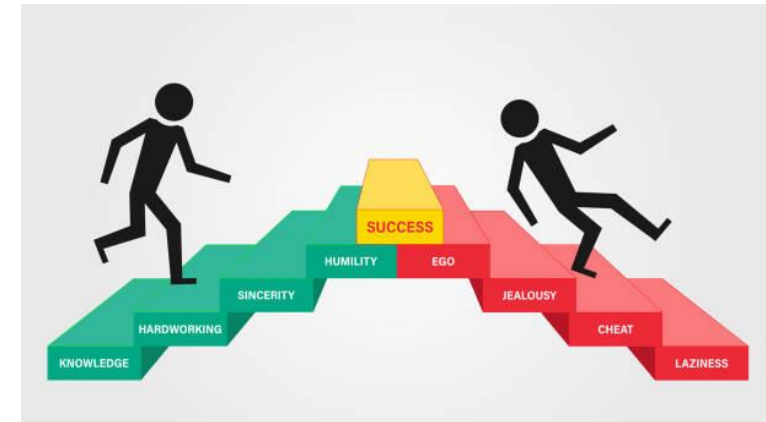 SUCCESS
HUMILITY EGO
SINCERITY JEALOUSY
HARDWORKING CHEAT
KNOWLEDGE LAZINESS